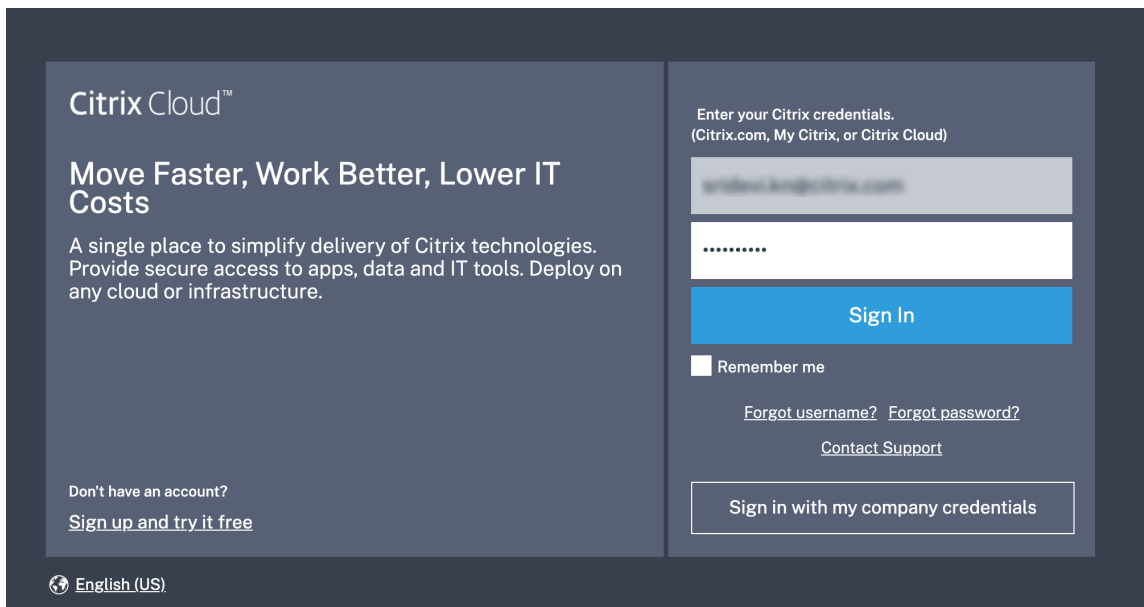 Citrix Cloud™
Move Faster, Work Better, Lower IT
Costs
A single place to simplify delivery of Citrix technologies.
Provide secure access to apps, data and IT tools. Deploy on
any cloud or infrastructure.
Don't have an account?
Sign up and try it free
Enter your Citrix credentials.
(Citrix.com, My Citrix, or Citrix Cloud)
••••••••••
Sign In
Remember me
Forgot username? Forgot password?
Contact Support
Sign in with my company credentials
English (US)